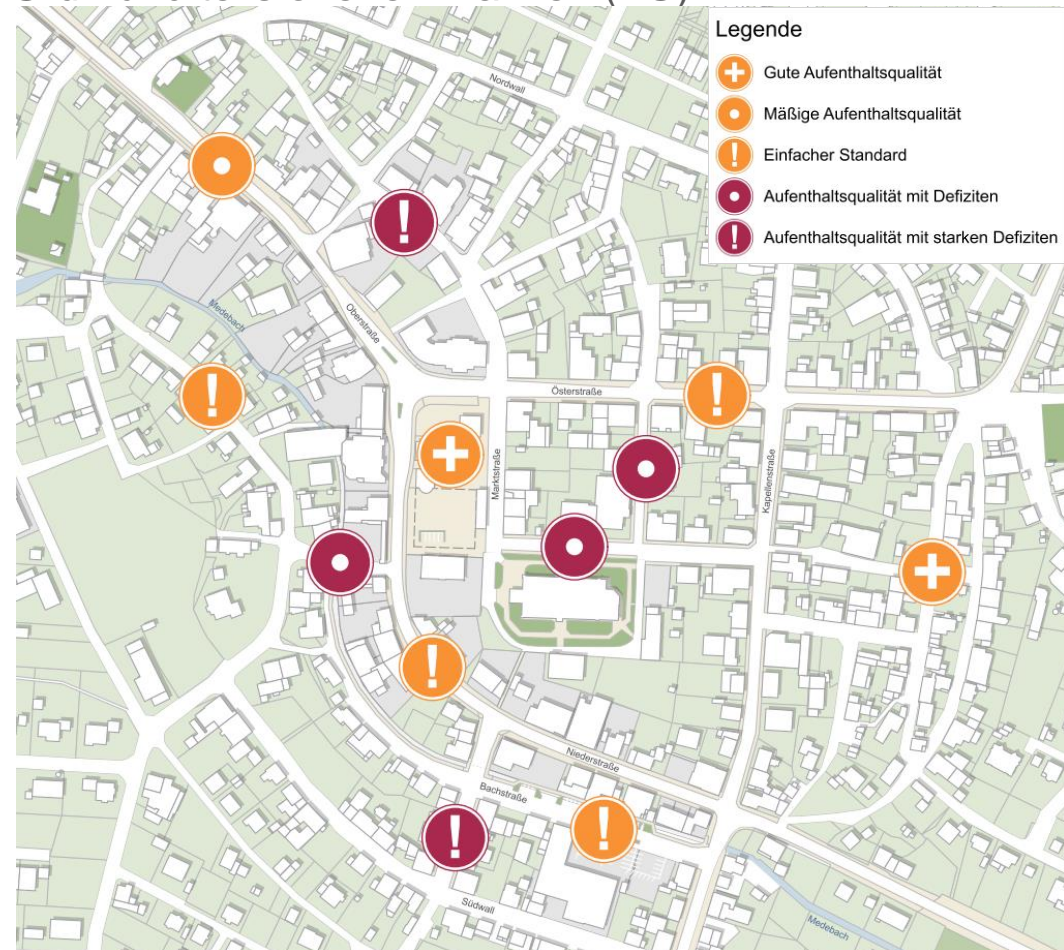 Legende
Gute Aufenthaltsqualität
Mäßige Aufenthaltsqualität
Einfacher Standard
Aufenthaltsqualität mit Defiziten
Aufenthaltsqualität mit starken Defiziten
Nordwall
Medebach
Oberstraße
Österstraße
Marktstraße
Kapellenstraße
Niederstraße
Bachstraße
Südwall
Medebach